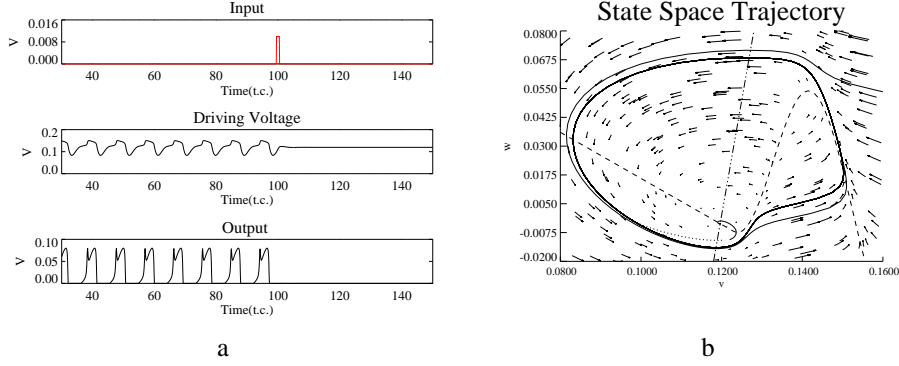 Input
0.016
0.008
0.000
V
40 60 80 100 120 140
Time(t.c.)
Driving Voltage
0.2
0.1
0.0
V
40 60 80 100 120 140
Time(t.c.)
Output
0.10
0.05
0.00
V
40 60 80 100 120 140
Time(t.c.)
a
State Space Trajectory
0.0800
0.0675
0.0550
0.0425
0.0300
0.0175
0.0050
-0.0075
-0.0200
w
0.0800 0.1000 0.1200 0.1400 0.1600
v
b